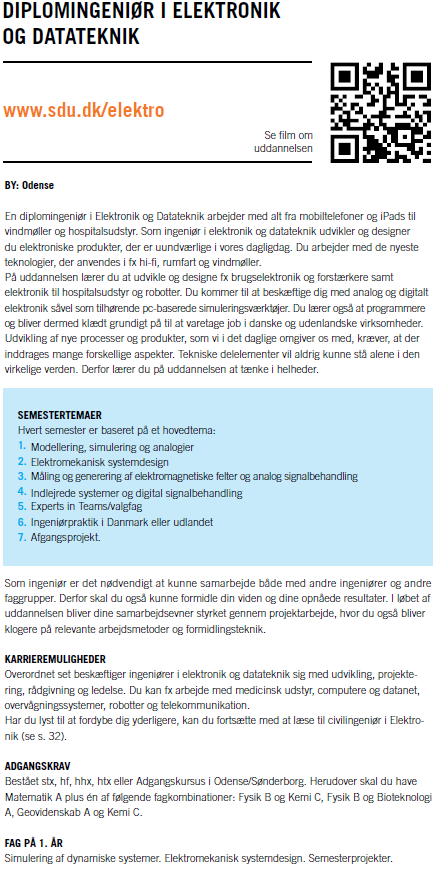 DIPLOMINGENIØR I ELEKTRONIK
OG DATATEKNIK
www.sdu.dk/elektro
Se film om
uddannelsen
BY: Odense
En diplomingeniør i Elektronik og Datateknik arbejder med alt fra mobiltelefoner og iPads til
vindmøller og hospitalsudstyr. Som ingeniør i elektronik og datateknik udvikler og designer
du elektroniske produkter, der er uundværlige i vores dagligdag. Du arbejder med de nyeste
teknologier, der anvendes i fx hi-fi, rumfart og vindmøller.
På uddannelsen lærer du at udvikle og designe fx brugselektronik og forstærkere samt
elektronik til hospitalsudstyr og robotter. Du kommer til at beskæftige dig med analog og digitalt
elektronik såvel som tilhørende pc-baserede simuleringsværktøjer. Du lærer også at programmere
og bliver dermed klædt grundigt på til at varetage job i danske og udenlandske virksomheder.
Udvikling af nye processer og produkter, som vi i det daglige omgiver os med, kræver, at der
inddrages mange forskellige aspekter. Tekniske delelementer vil aldrig kunne stå alene i den
virkelige verden. Derfor lærer du på uddannelsen at tænke i helheder.
SEMESTERTEMAER
Hvert semester er baseret på et hovedtema:
1. Modellering, simulering og analogier
2. Elektromekanisk systemdesign
3. Måling og generering af elektromagnetiske felter og analog signalbehandling
4. Indlejrede systemer og digital signalbehandling
5. Experts in Teams/valgfag
6. Ingeniørpraktik i Danmark eller udlandet
7. Afgangsprojekt.
Som ingeniør er det nødvendigt at kunne samarbejde både med andre ingeniører og andre
faggrupper. Derfor skal du også kunne formidle din viden og dine opnåede resultater. I løbet af
uddannelsen bliver dine samarbejdsevner styrket gennem projektarbejde, hvor du også bliver
klogere på relevante arbejdsmetoder og formidlingsteknik.
KARRIEREMULIGHEDER
Overordnet set beskæftiger ingeniører i elektronik og datateknik sig med udvikling, projekte-
ring, rådgivning og ledelse. Du kan fx arbejde med medicinsk udstyr, computere og datanet,
overvågningssystemer, robotter og telekommunikation.
Har du lyst til at fordybe dig yderligere, kan du fortsætte med at læse til civilingeniør i Elektro-
nik (se s. 32).
ADGANGSKRAV
Bestået stx, hf, hhx, htx eller Adgangskursus i Odense/Sønderborg. Herudover skal du have
Matematik A plus én af følgende fagkombinationer: Fysik B og Kemi C, Fysik B og Bioteknologi
A, Geovidenskab A og Kemi C.
FAG PÅ 1. ÅR
Simulering af dynamiske systemer. Elektromekanisk systemdesign. Semesterprojekter.